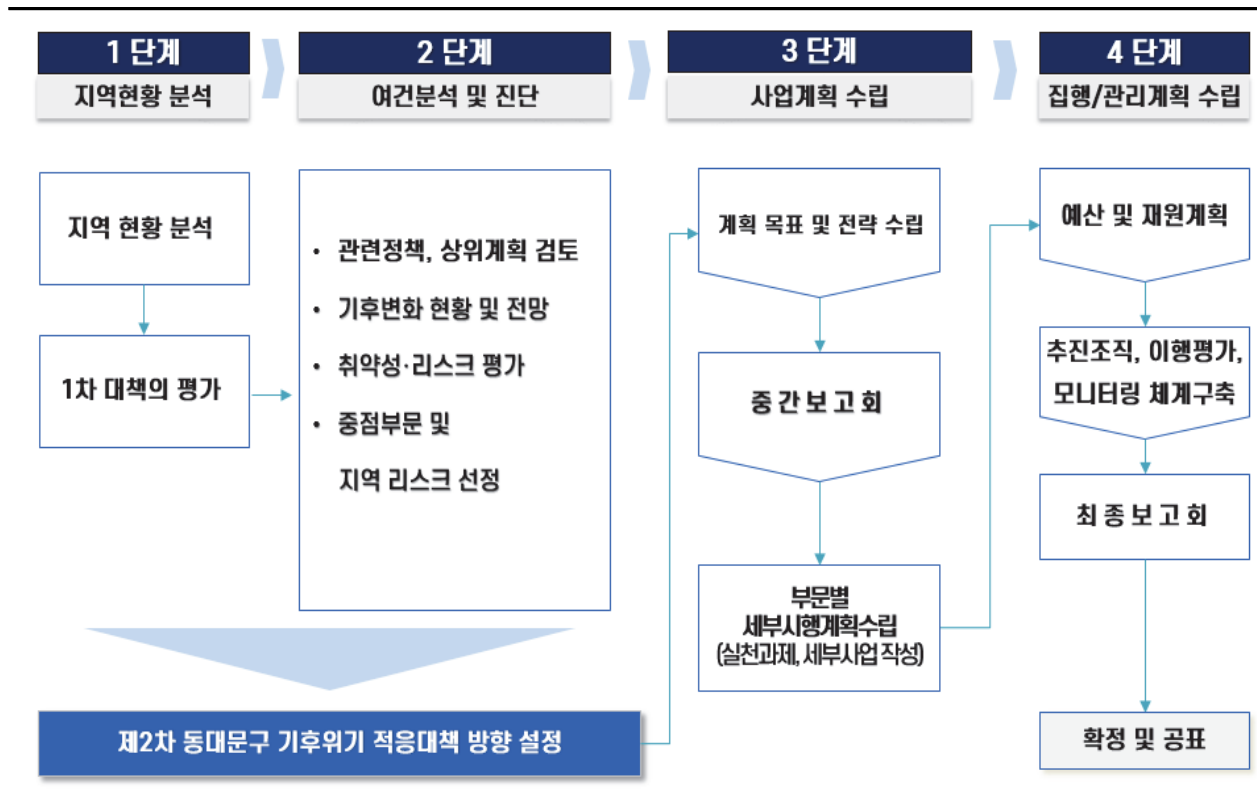 1 단계
지역현황 분석
2 단계
여건분석 및 진단
3 단계
사업계획 수립
4 단계
집행/관리계획 수립
지역 현황 분석
1차 대책의 평가
• 관련정책, 상위계획 검토
• 기후변화 현황 및 전망
• 취약성·리스크 평가
• 중점부문 및
지역 리스크 선정
제2차 동대문구 기후위기 적응대책 방향 설정
계획 목표 및 전략 수립
중간보고회
부문별
세부시행계획수립
(실천과제, 세부사업 작성)
예산 및 재원계획
추진조직, 이행평가,
모니터링 체계구축
최종보고회
확정 및 공표